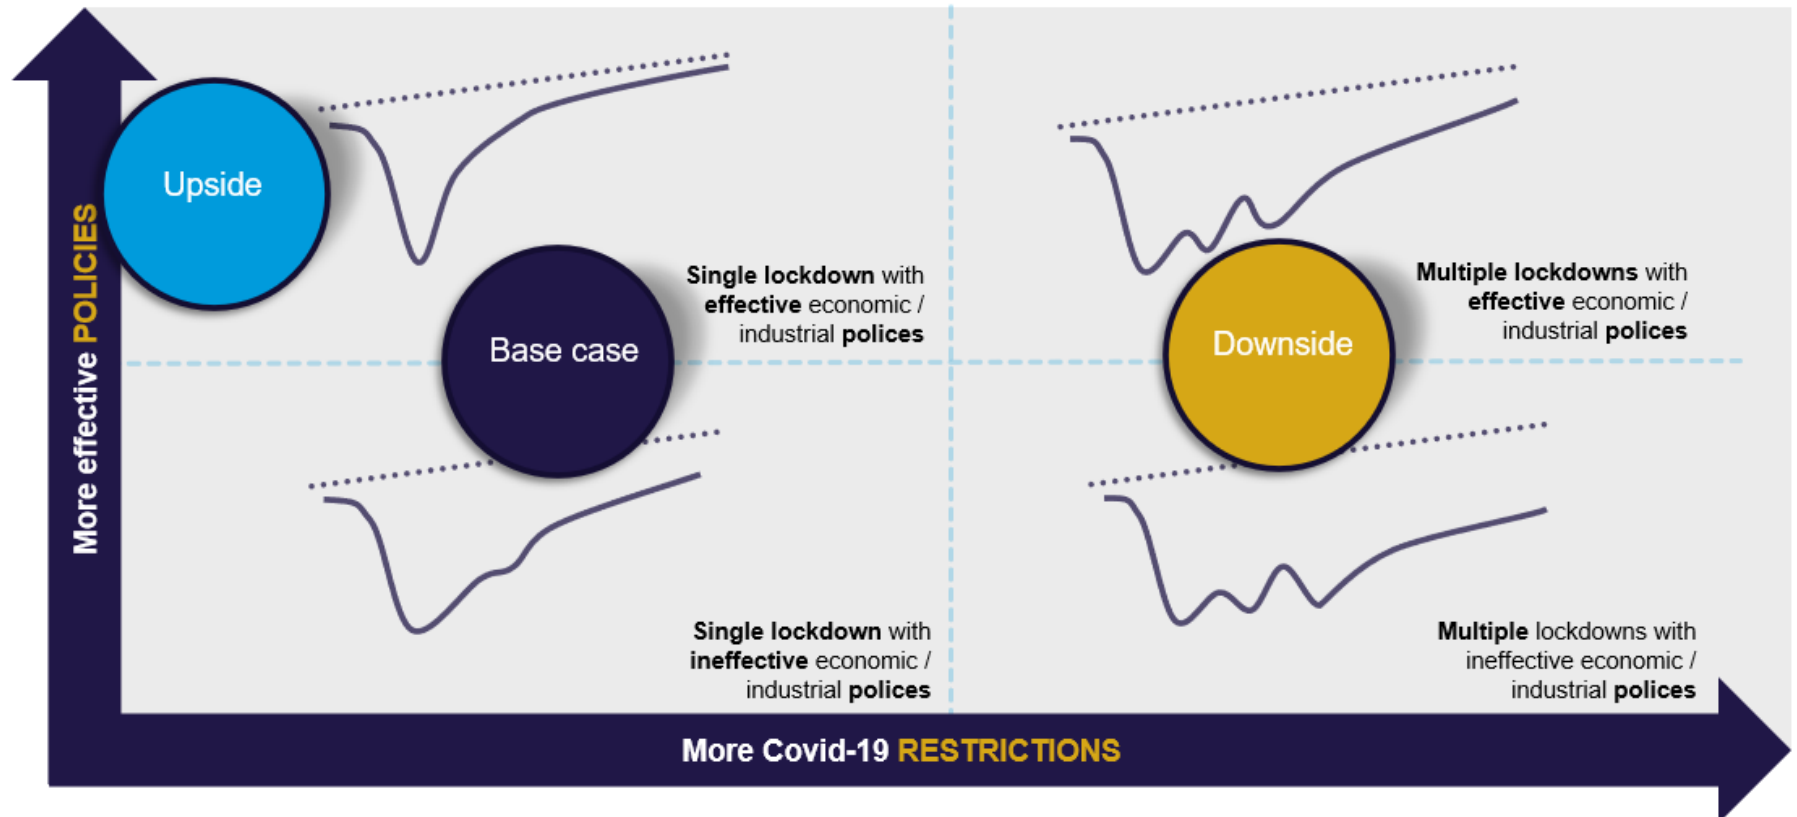 More effective POLICIES
Upside
Single lockdown with
effective economic /
industrial polices
Base case
Multiple lockdowns with
effective economic /
industrial polices
Downside
Single lockdown with
ineffective economic /
industrial polices
Multiple lockdowns with
ineffective economic /
industrial polices
More Covid-19 RESTRICTIONS